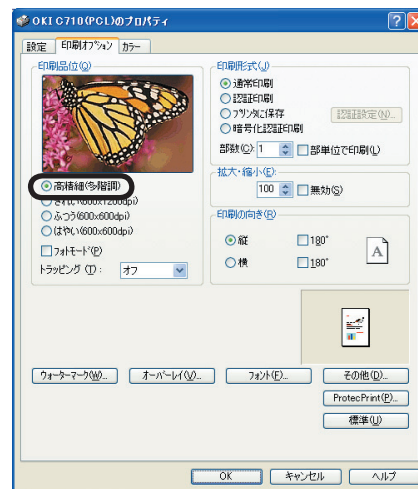 OKI C710(PCL)のプロパティ
設定 印刷オプション カラー
印刷品位(Q)
高精細(多階調)
きれい(600x1200dpi)
ふつう(600x600dpi)
はやい(600x600dpi)
フォトモード(P)
トラッピング (T): オフ
印刷形式(J)
通常印刷
認証印刷
プリンタに保存
認証設定(N)...
暗号化認証印刷
部数(C): 1 部単位で印刷(L)
拡大・縮小(E):
100 無効(S)
印刷の向き(R)
縦 180°
横 180°
A
ウォーターマーク(W)... オーバーレイ(V)... フォント(F)... その他(D)...
ProtecPrint(P)...
標準(U)
OK キャンセル ヘルプ